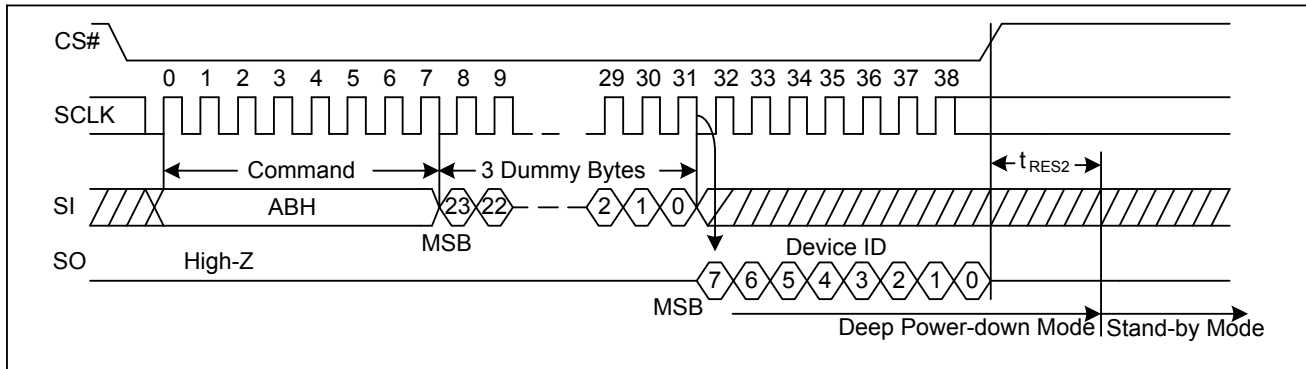 CS#
0 1 2 3 4 5 6 7 8 9 29 30 31 32 33 34 35 36 37 38
SCLK
Command 3 Dummy Bytes tRES2
SI ABH 23 22 2 1 0
MSB
SO High-Z Device ID
7 6 5 4 3 2 1 0
MSB
Deep Power-down Mode Stand-by Mode